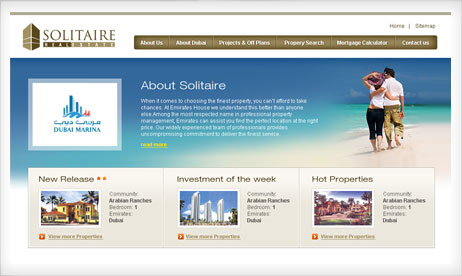 Home | Sitemap
SOLITAIRE
REAL ESTATE
About Us
About Dubai
Projects & Off Plans
Propery Search
Mortgage Calculator
Contact us
About Solitaire
When it comes to choosing the finest property, you can't afford to take
chances. At Emirates House we understand this better than anyone
else.Among the most respected name in professional property
management, Emirates can assist you find the perfect location at the right
price. Our widely experienced team of professionals provides
uncompromising commitment to deliver the finest service.
read more
دبي
DUBAI MARINA
New Release
Community:
Arabian Ranches
Bedroom: 1
Emirates:
Dubai
View more Properties
Investment of the week
Community:
Arabian Ranches
Bedroom: 1
Emirates:
Dubai
View more Properties
Hot Properties
Community:
Arabian Ranches
Bedroom: 1
Emirates:
Dubai
View more Properties